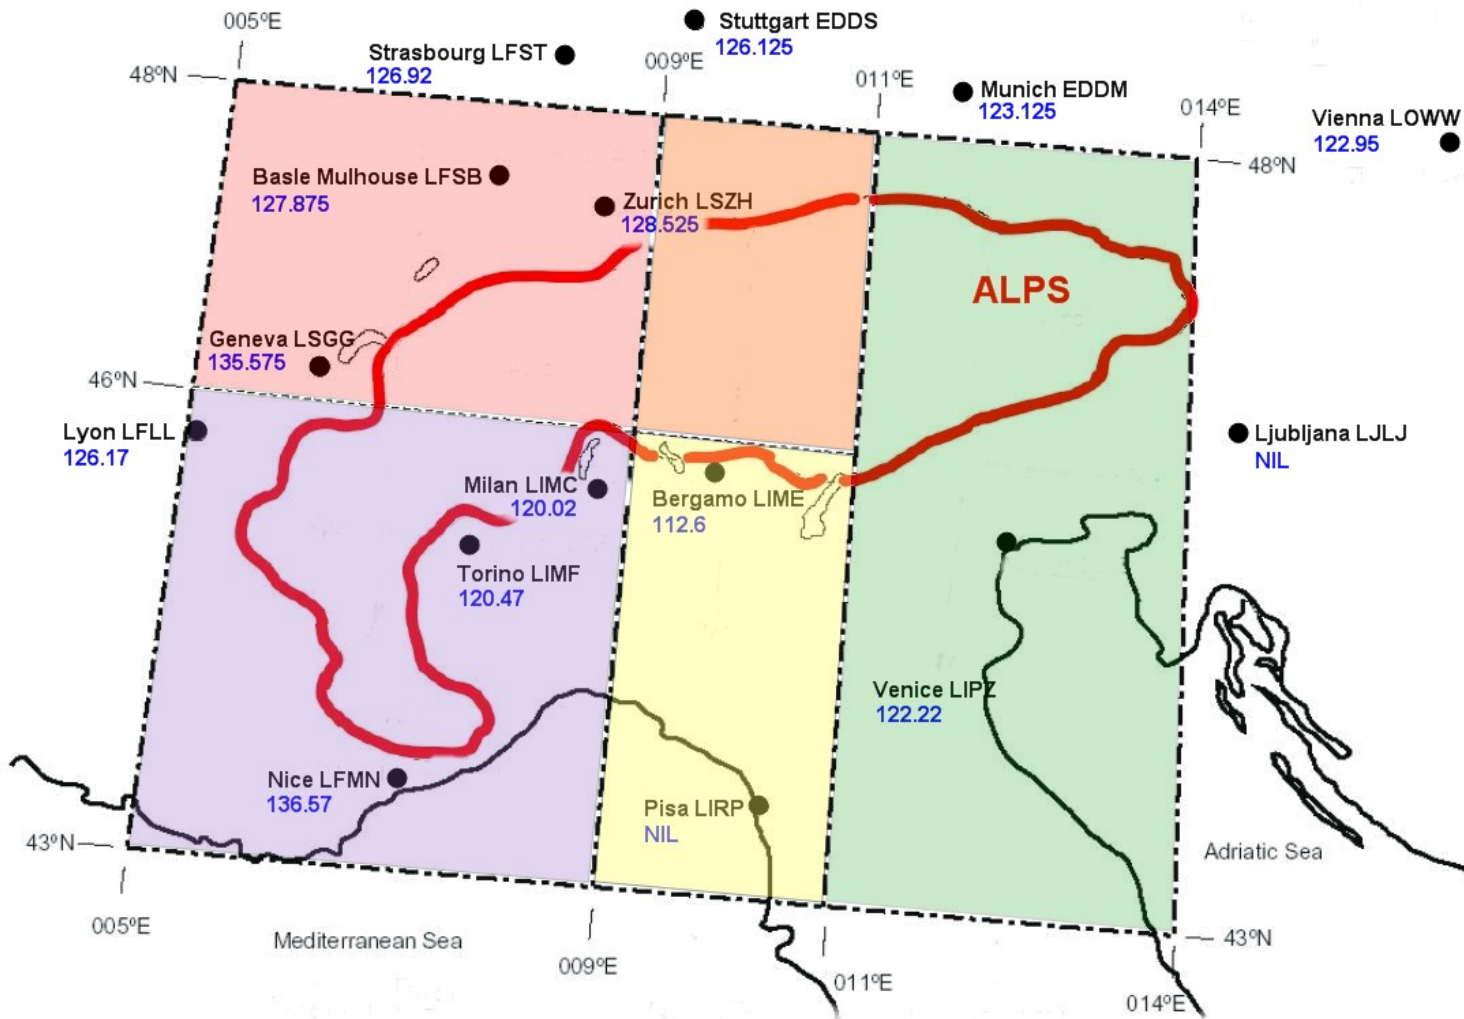 005ºE
Stuttgart EDDS
126.125
Strasbourg LFST
126.92
009ºE
011ºE
48ºN
Munich EDDM
123.125
014ºE
Vienna LOWW
122.95
48ºN
Basle Mulhouse LFSB
127.875
Zurich LSZH
128.525
ALPS
Geneva LSGG
135.575
46ºN
Lyon LFLL
126.17
Ljubljana LJLJ
NIL
Milan LIMC
120.02
Bergamo LIME
112.6
Torino LIMF
120.47
Venice LIPZ
122.22
Nice LFMN
136.57
Pisa LIRP
NIL
43ºN
Adriatic Sea
005ºE
Mediterranean Sea
43ºN
009ºE
011ºE
014ºE